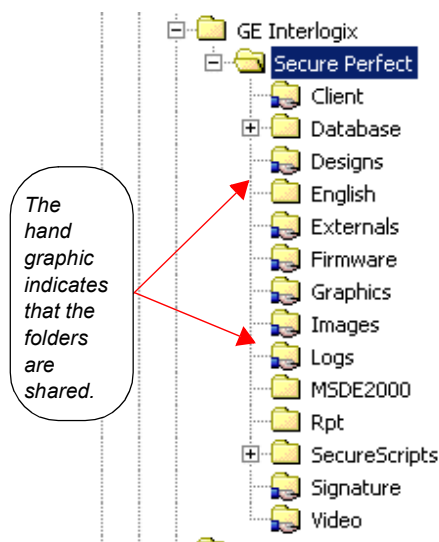 GE Interlogix
Secure Perfect
Client
Database
Designs
English
Externals
Firmware
Graphics
Images
Logs
MSDE2000
Rpt
SecureScripts
Signature
Video
The
hand
graphic
indicates
that the
folders
are
shared.